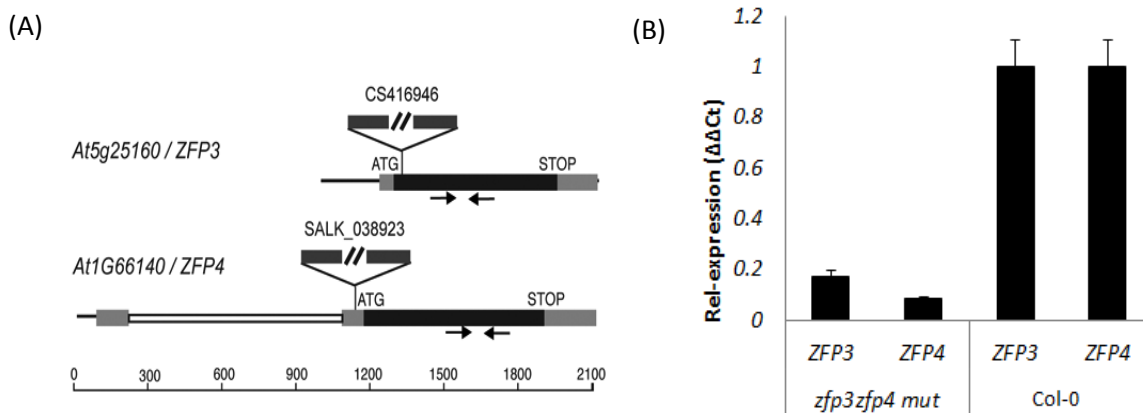 (A)
CS416946
At5g25160 / ZFP3
ATG
STOP
SALK_038923
At1G66140 / ZFP4
ATG
STOP
0 300 600 900 1200 1500 1800 2100
(B)
Rel-expression (ΔΔCt)
1.2
1
0.8
0.6
0.4
0.2
0
ZFP3 ZFP4 ZFP3 ZFP4
zfp3zfp4 mut Col-0